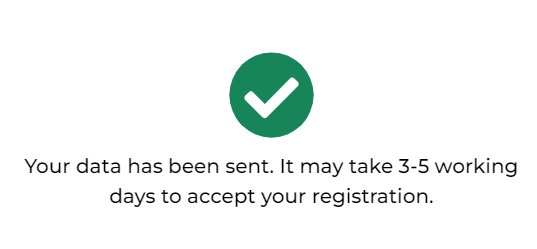 Your data has been sent. It may take 3-5 working
days to accept your registration.